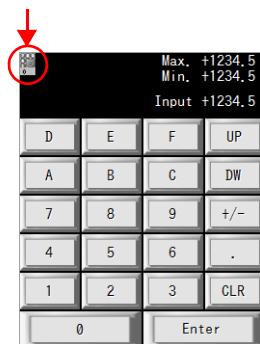 Max. +1234.5
Min. +1234.5
Input +1234.5
D E F UP
A B C DW
7 8 9 +/-
4 5 6 .
1 2 3 CLR
0 Enter